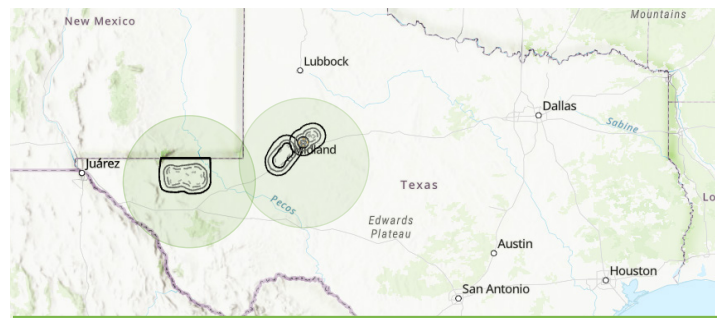 New Mexico
Mountains
Lubbock
Dallas
Sabine
Midland
Juárez
Texas
Lo
Pecos
Edwards
Plateau
Austin
Houston
San Antonio